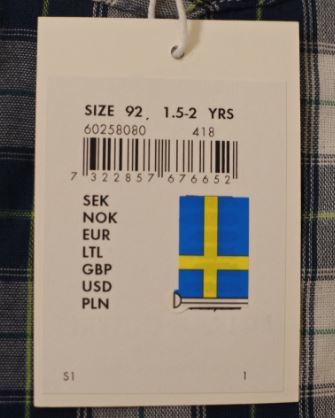 SIZE 92, 1.5-2 YRS
60258080 418
7 322857 676652
SEK
NOK
EUR
LTL
GBP
USD
PLN
S1 1